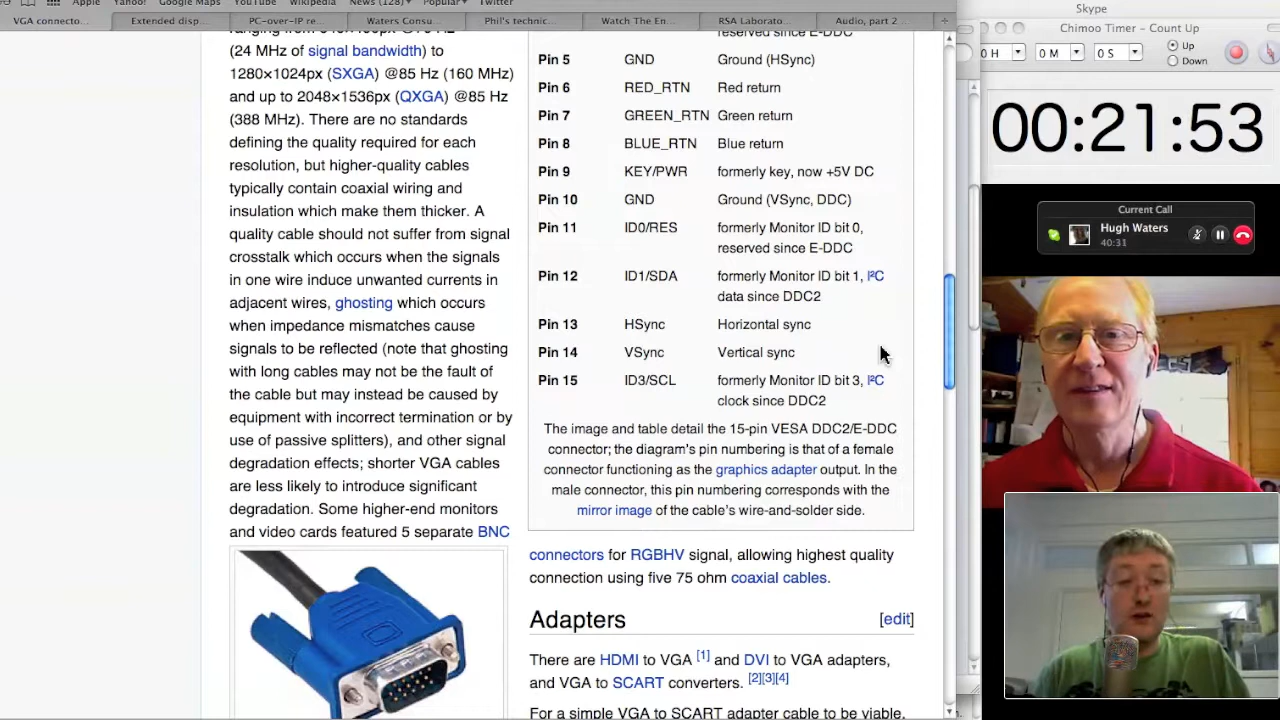 Apple Yahoo! Google Maps YouTube Wikipedia News (128) Popular Twitter
VGA connecto... Extended disp... PC-over-IP re... Waters Consu... Phil's technic... Watch The En... RSA Laborato... Audio, part 2 ...
(24 MHz of signal bandwidth) to
1280×1024px (SXGA) @85 Hz (160 MHz)
and up to 2048×1536px (QXGA) @85 Hz
(388 MHz). There are no standards
defining the quality required for each
resolution, but higher-quality cables
typically contain coaxial wiring and
insulation which make them thicker. A
quality cable should not suffer from signal
crosstalk which occurs when the signals
in one wire induce unwanted currents in
adjacent wires, ghosting which occurs
when impedance mismatches cause
signals to be reflected (note that ghosting
with long cables may not be the fault of
the cable but may instead be caused by
equipment with incorrect termination or by
use of passive splitters), and other signal
degradation effects; shorter VGA cables
are less likely to introduce significant
degradation. Some higher-end monitors
and video cards featured 5 separate BNC
reserved since E-DDC
Pin 5 GND Ground (HSync)
Pin 6 RED_RTN Red return
Pin 7 GREEN_RTN Green return
Pin 8 BLUE_RTN Blue return
Pin 9 KEY/PWR formerly key, now +5V DC
Pin 10 GND Ground (VSync, DDC)
Pin 11 ID0/RES formerly Monitor ID bit 0,
reserved since E-DDC
Pin 12 ID1/SDA formerly Monitor ID bit 1, I²C
data since DDC2
Pin 13 HSync Horizontal sync
Pin 14 VSync Vertical sync
Pin 15 ID3/SCL formerly Monitor ID bit 3, I²C
clock since DDC2
The image and table detail the 15-pin VESA DDC2/E-DDC
connector; the diagram's pin numbering is that of a female
connector functioning as the graphics adapter output. In the
male connector, this pin numbering corresponds with the
mirror image of the cable's wire-and-solder side.
connectors for RGBHV signal, allowing highest quality
connection using five 75 ohm coaxial cables.
Adapters [edit]
There are HDMI to VGA [1] and DVI to VGA adapters,
and VGA to SCART converters. [2][3][4]
For a simple VGA to SCART adapter cable to be viable,
Skype
Chimoo Timer – Count Up
0 H 0 M 0 S Up
Down
00:21:53
Current Call
Hugh Waters
40:31